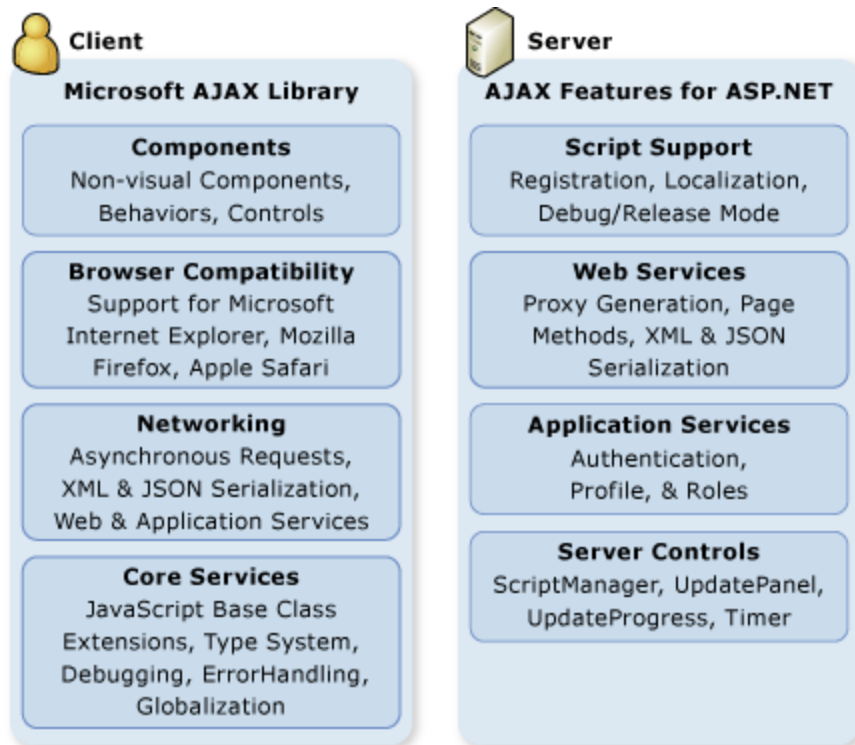 Client
Microsoft AJAX Library
Components
Non-visual Components,
Behaviors, Controls
Browser Compatibility
Support for Microsoft
Internet Explorer, Mozilla
Firefox, Apple Safari
Networking
Asynchronous Requests,
XML & JSON Serialization,
Web & Application Services
Core Services
JavaScript Base Class
Extensions, Type System,
Debugging, ErrorHandling,
Globalization
Server
AJAX Features for ASP.NET
Script Support
Registration, Localization,
Debug/Release Mode
Web Services
Proxy Generation, Page
Methods, XML & JSON
Serialization
Application Services
Authentication,
Profile, & Roles
Server Controls
ScriptManager, UpdatePanel,
UpdateProgress, Timer